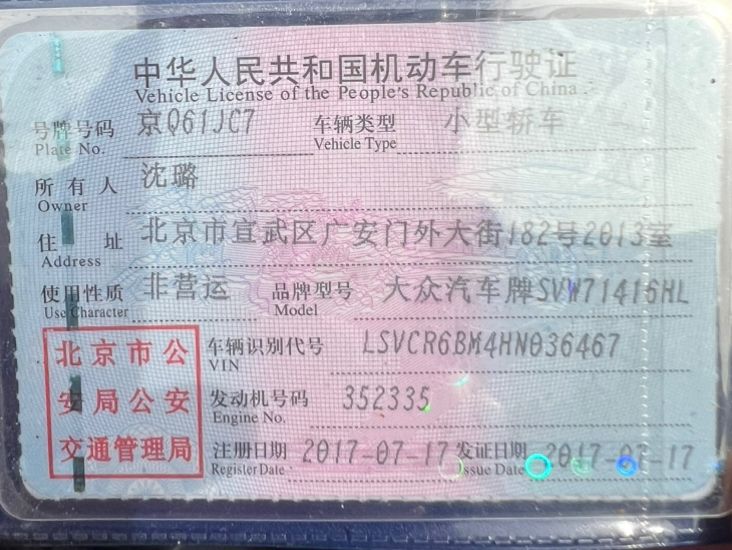 中华人民共和国机动车行驶证
Vehicle License of the People's Republic of China
号牌号码 京Q61JC7 车辆类型 小型轿车
Plate No. Vehicle Type
所有人 沈璐
Owner
住址 北京市宣武区广安门外大街182号2013室
Address
使用性质 非营运 品牌型号 大众汽车牌SVW71416HL
Use Character Model
北京市公安局公安交通管理局
车辆识别代号 LSVCR6BM4HN036467
VIN
发动机号码 352335
Engine No.
注册日期 2017-07-17 发证日期 2017-07-17
Register Date Issue Date